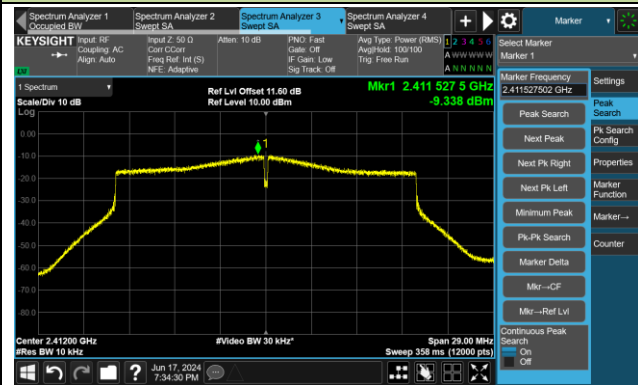 Spectrum Analyzer 1
Occupied BW
Spectrum Analyzer 2
Swept SA
Spectrum Analyzer 3
Swept SA
Spectrum Analyzer 4
Swept SA
+
Marker
KEYSIGHT
Input: RF
Coupling: AC
Align: Auto
Input Z: 50 Ω
Corr CCorr
Freq Ref: Int (S)
NFE: Adaptive
Atten: 10 dB
PNO: Fast
Gate: Off
IF Gain: Low
Sig Track: Off
Avg Type: Power (RMS)
Avg|Hold: 100/100
Trig: Free Run
1 2 3 4 5 6
A W W W W W
A N N N N N
Select Marker
Marker 1
1 Spectrum
Scale/Div 10 dB
Log
Ref Lvl Offset 11.60 dB
Ref Level 10.00 dBm
Mkr1 2.411 527 5 GHz
-9.338 dBm
0.00
-10.0
-20.0
-30.0
-40.0
-50.0
-60.0
-70.0
-80.0
1
Center 2.41200 GHz
#Res BW 10 kHz
#Video BW 30 kHz*
Span 29.00 MHz
Sweep 358 ms (12000 pts)
Marker Frequency
2.411527502 GHz
Peak Search
Next Peak
Next Pk Right
Next Pk Left
Minimum Peak
Pk-Pk Search
Marker Delta
Mkr→CF
Mkr→Ref Lvl
Continuous Peak
Search
On
Off
Settings
Peak
Search
Pk Search
Config
Properties
Marker
Function
Marker→
Counter
?
Jun 17, 2024
7:34:30 PM